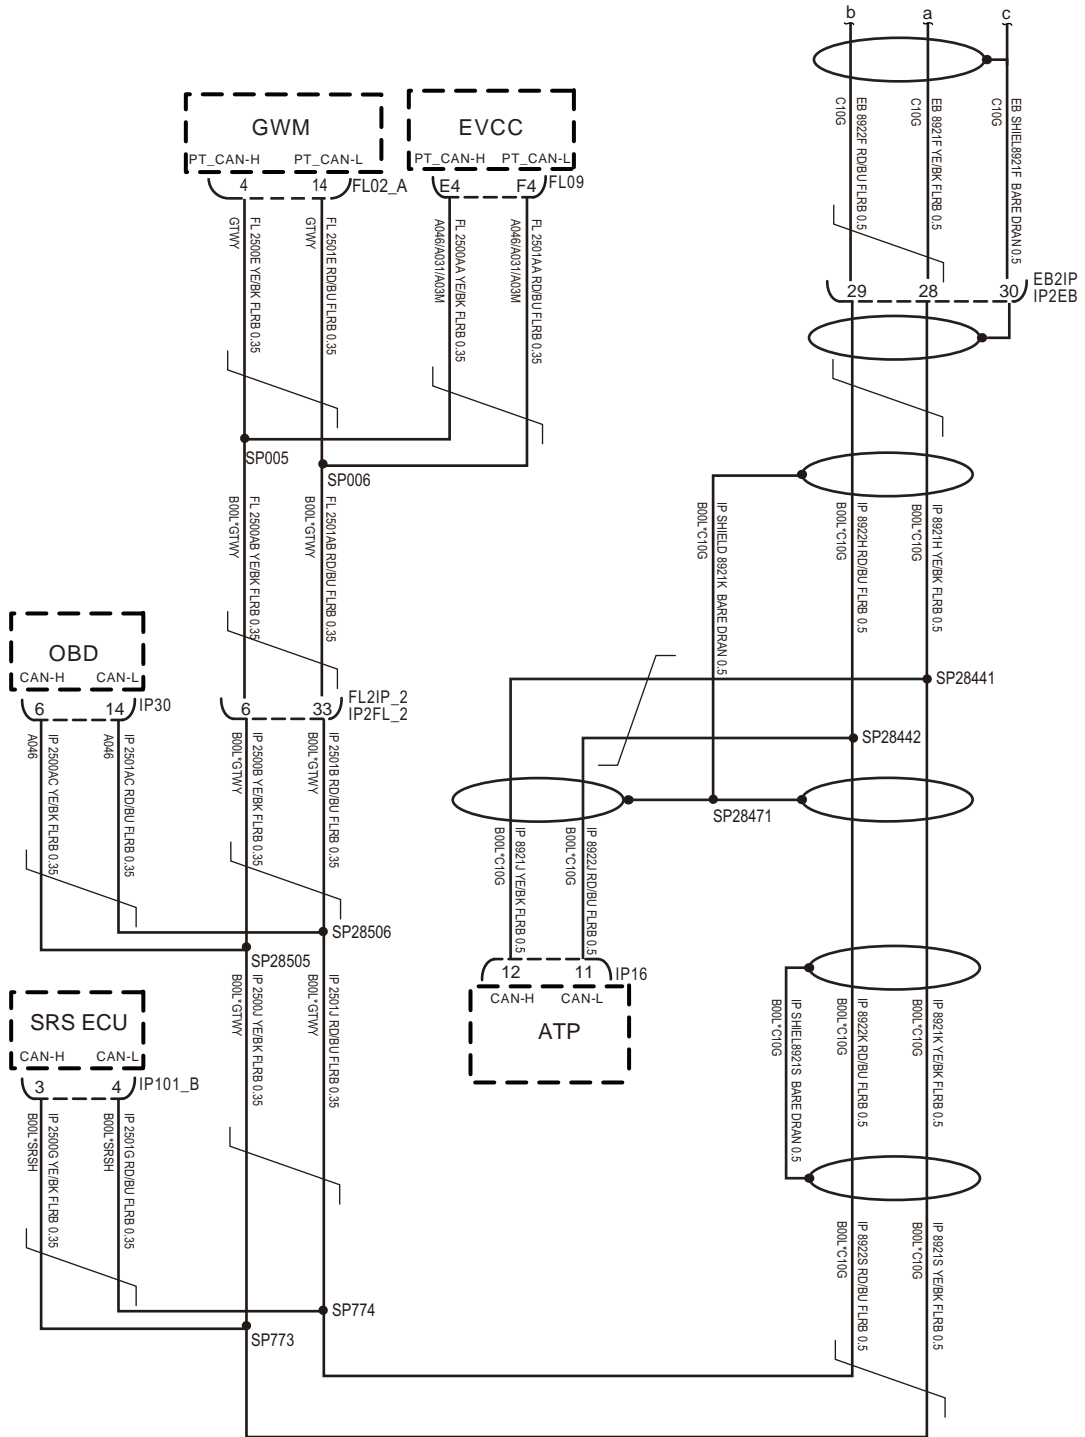 b
a
c
EB 8922F RD/BU FLRB 0.5
C10G
EB 8921F YE/BK FLRB 0.5
C10G
EB SHIEL8921F BARE DRAN 0.5
C10G
29
28
30
EB2IP
IP2EB
GWM
PT_CAN-H
PT_CAN-L
4
14
FL02_A
EVCC
PT_CAN-H
PT_CAN-L
E4
F4
FL09
FL 2500E YE/BK FLRB 0.35
GTWY
FL 2501E RD/BU FLRB 0.35
GTWY
FL 2500AA YE/BK FLRB 0.35
A046/A031/A03M
FL 2501AA RD/BU FLRB 0.35
A046/A031/A03M
SP005
SP006
FL 2500AB YE/BK FLRB 0.35
B00L*GTWY
FL 2501AB RD/BU FLRB 0.35
B00L*GTWY
IP SHIELD 8921K BARE DRAN 0.5
B00L*C10G
IP 8922H RD/BU FLRB 0.5
B00L*C10G
IP 8921H YE/BK FLRB 0.5
B00L*C10G
OBD
CAN-H
CAN-L
6
14
IP30
6
33
FL2IP_2
IP2FL_2
SP28441
SP28442
SP28471
IP 2500AC YE/BK FLRB 0.35
A046
IP 2501AC RD/BU FLRB 0.35
A046
IP 2500B YE/BK FLRB 0.35
B00L*GTWY
IP 2501B RD/BU FLRB 0.35
B00L*GTWY
IP 8921J YE/BK FLRB 0.5
B00L*C10G
IP 8922J RD/BU FLRB 0.5
B00L*C10G
SP28506
SP28505
12
11
IP16
CAN-H
CAN-L
ATP
SRS ECU
CAN-H
CAN-L
3
4
IP101_B
IP 2500J YE/BK FLRB 0.35
B00L*GTWY
IP 2501J RD/BU FLRB 0.35
B00L*GTWY
IP SHIEL8921S BARE DRAN 0.5
B00L*C10G
IP 8922K RD/BU FLRB 0.5
B00L*C10G
IP 8921K YE/BK FLRB 0.5
B00L*C10G
IP 2500G YE/BK FLRB 0.35
B00L*SRSH
IP 2501G RD/BU FLRB 0.35
B00L*SRSH
IP 8922S RD/BU FLRB 0.5
B00L*C10G
IP 8921S YE/BK FLRB 0.5
B00L*C10G
SP774
SP773